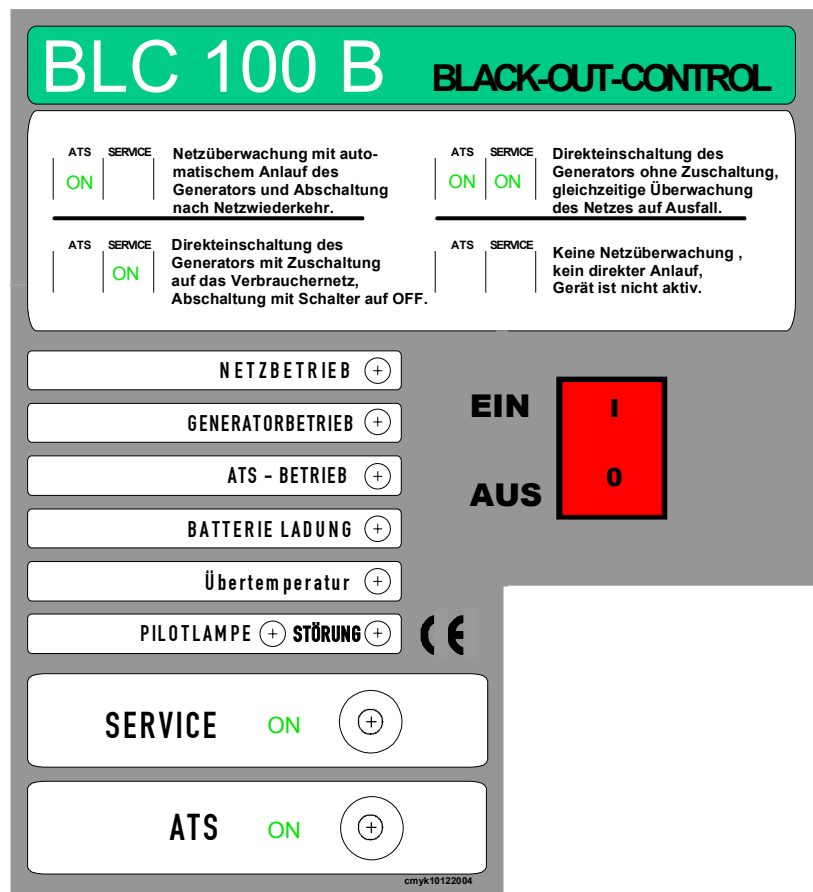 BLC 100 B BLACK-OUT-CONTROL
ATS SERVICE
ON
Netzüberwachung mit auto-
matischem Anlauf des
Generators und Abschaltung
nach Netzwiederkehr.
ATS SERVICE
ON ON
Direkteinschaltung des
Generators ohne Zuschaltung,
gleichzeitige Überwachung
des Netzes auf Ausfall.
ATS SERVICE
ON
Direkteinschaltung des
Generators mit Zuschaltung
auf das Verbrauchernetz,
Abschaltung mit Schalter auf OFF.
ATS SERVICE
Keine Netzüberwachung ,
kein direkter Anlauf,
Gerät ist nicht aktiv.
NETZBETRIEB
GENERATORBETRIEB
ATS - BETRIEB
BATTERIE LADUNG
Übertemperatur
PILOTLAMPE STÖRUNG
CE
EIN I
AUS 0
SERVICE ON
ATS ON
cmyk10122004